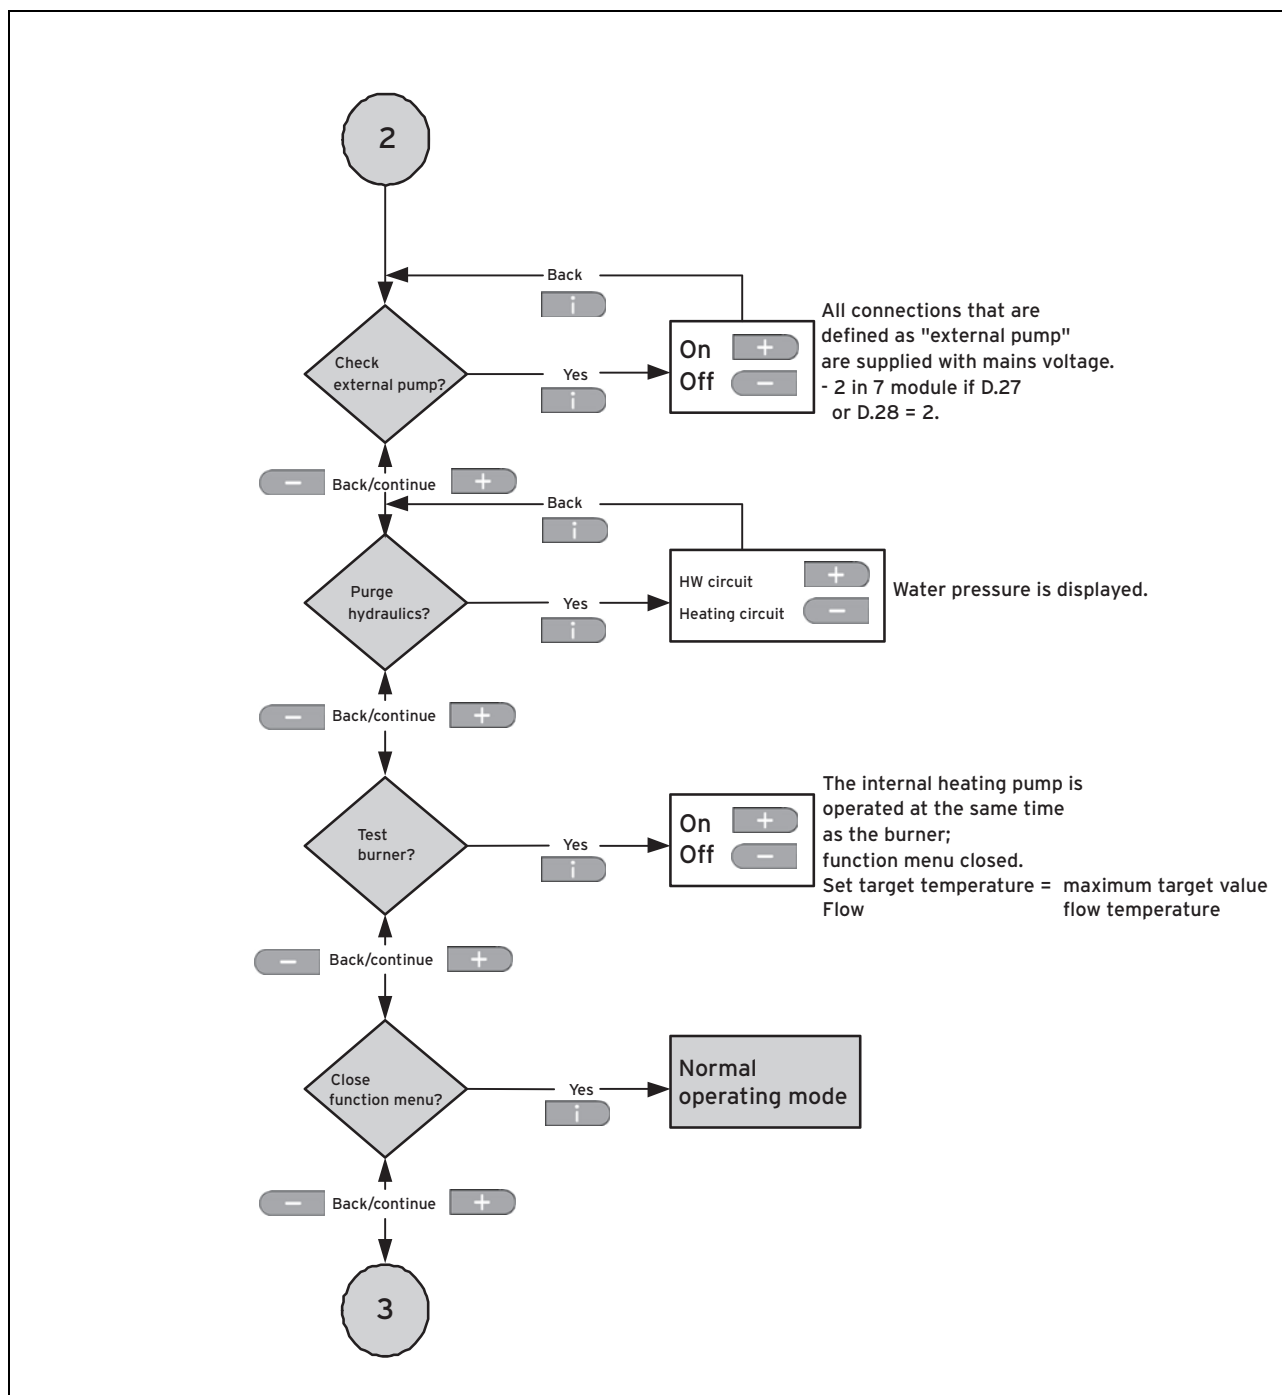 2
Back
i
Check
external pump?
Yes
i
On +
Off −
All connections that are
defined as "external pump"
are supplied with mains voltage.
- 2 in 7 module if D.27
or D.28 = 2.
− Back/continue +
Back
i
Purge
hydraulics?
Yes
i
HW circuit +
Heating circuit −
Water pressure is displayed.
− Back/continue +
Test
burner?
Yes
i
On +
Off −
The internal heating pump is
operated at the same time
as the burner;
function menu closed.
Set target temperature = maximum target value
Flow flow temperature
− Back/continue +
Close
function menu?
Yes
i
Normal
operating mode
− Back/continue +
3